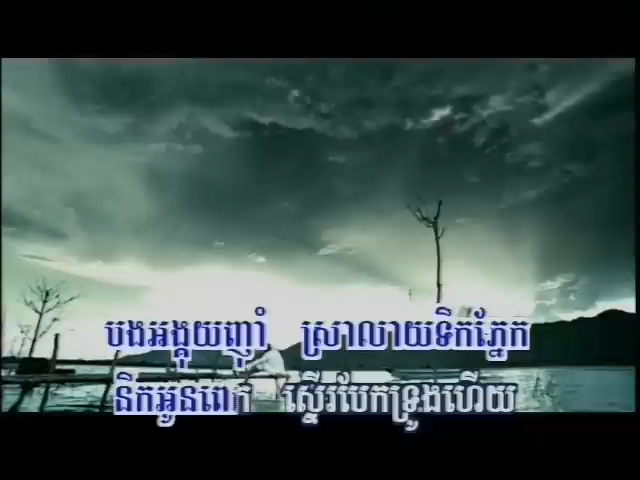 បងអង្គុយញ៉ាំ ស្រាលាយទឹកភ្នែក
នឹកអូនពេក ស្ទើរបែកទ្រូងហើយ